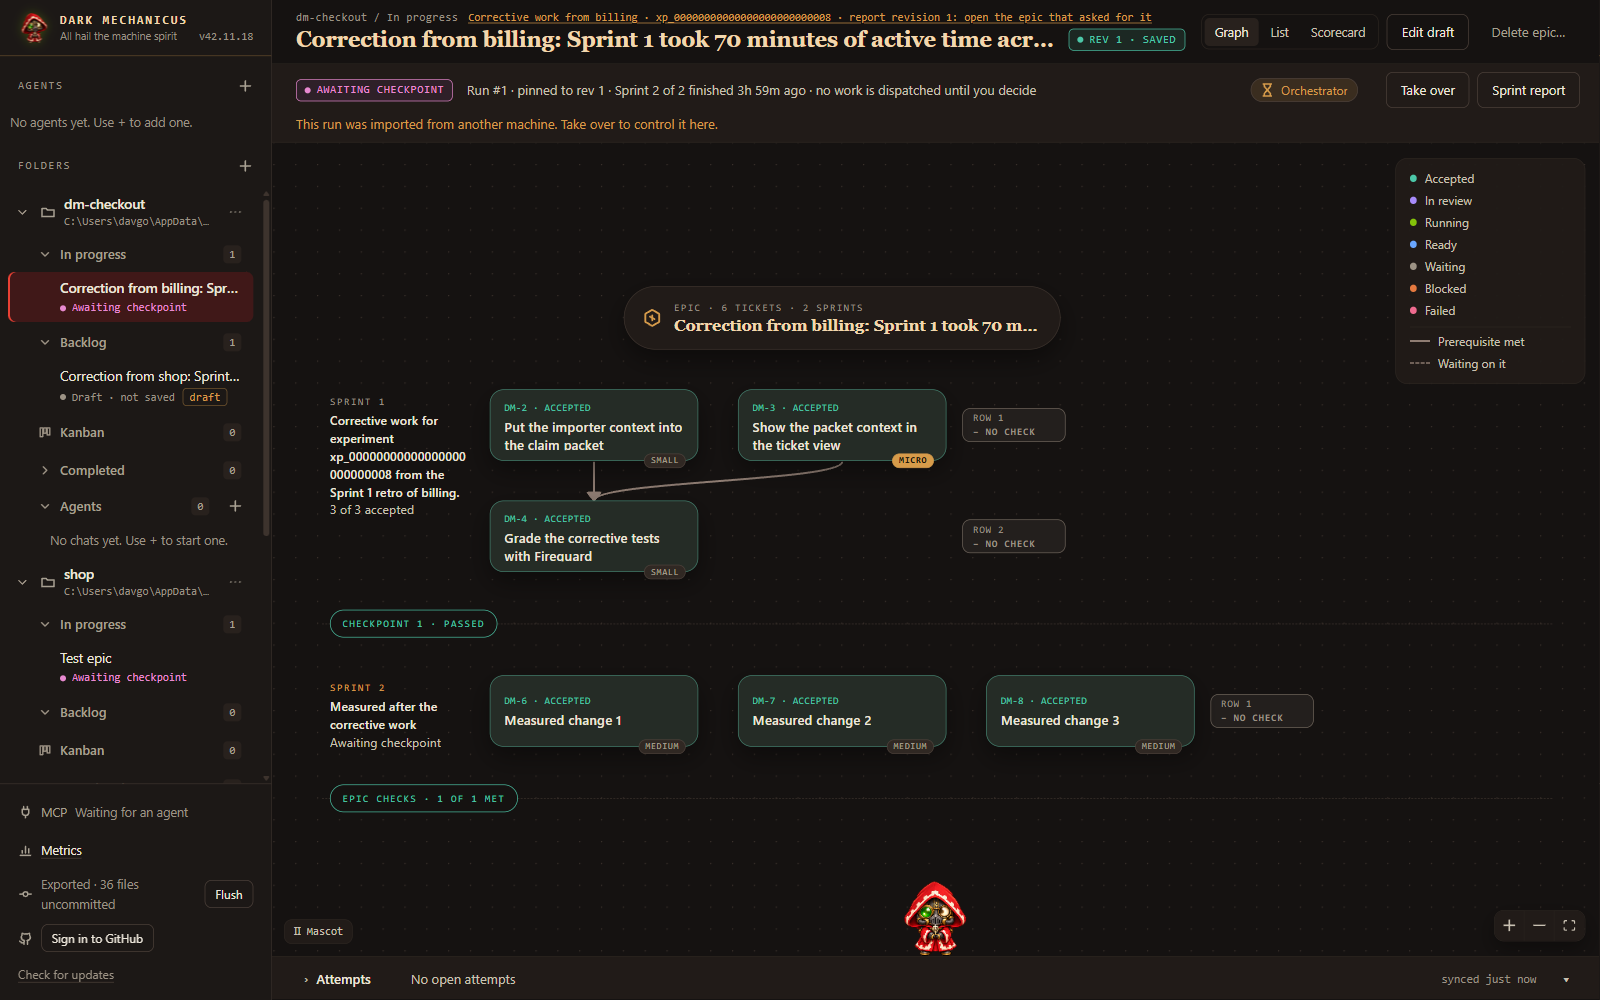 DARK MECHANICUS
All hail the machine spirit v42.11.18
AGENTS
No agents yet. Use + to add one.
FOLDERS
dm-checkout
C:\Users\davgo\AppData\…
In progress 1
Correction from billing: Spr…
Awaiting checkpoint
Backlog 1
Correction from shop: Sprint…
Draft · not saved draft
Kanban 0
Completed 0
Agents 0
No chats yet. Use + to start one.
shop
C:\Users\davgo\AppData\…
In progress 1
Test epic
Awaiting checkpoint
Backlog 0
Kanban 0
MCP Waiting for an agent
Metrics
Exported · 36 files
uncommitted
Flush
Sign in to GitHub
Check for updates
dm-checkout / In progress Corrective work from billing · xp_00000000000000000000000008 · report revision 1: open the epic that asked for it
Correction from billing: Sprint 1 took 70 minutes of active time acr…
REV 1 · SAVED
Graph List Scorecard Edit draft Delete epic…
AWAITING CHECKPOINT Run #1 · pinned to rev 1 · Sprint 2 of 2 finished 3h 59m ago · no work is dispatched until you decide
Orchestrator Take over Sprint report
This run was imported from another machine. Take over to control it here.
Accepted
In review
Running
Ready
Waiting
Blocked
Failed
Prerequisite met
Waiting on it
EPIC · 6 TICKETS · 2 SPRINTS
Correction from billing: Sprint 1 took 70 m…
SPRINT 1
Corrective work for
experiment
xp_00000000000000000
000000008 from the
Sprint 1 retro of billing.
3 of 3 accepted
DM-2 · ACCEPTED
Put the importer context into
the claim packet
SMALL
DM-3 · ACCEPTED
Show the packet context in
the ticket view
MICRO
ROW 1
– NO CHECK
DM-4 · ACCEPTED
Grade the corrective tests
with Fireguard
SMALL
ROW 2
– NO CHECK
CHECKPOINT 1 · PASSED
SPRINT 2
Measured after the
corrective work
Awaiting checkpoint
DM-6 · ACCEPTED
Measured change 1
MEDIUM
DM-7 · ACCEPTED
Measured change 2
MEDIUM
DM-8 · ACCEPTED
Measured change 3
MEDIUM
ROW 1
– NO CHECK
EPIC CHECKS · 1 OF 1 MET
Mascot
Attempts No open attempts
synced just now